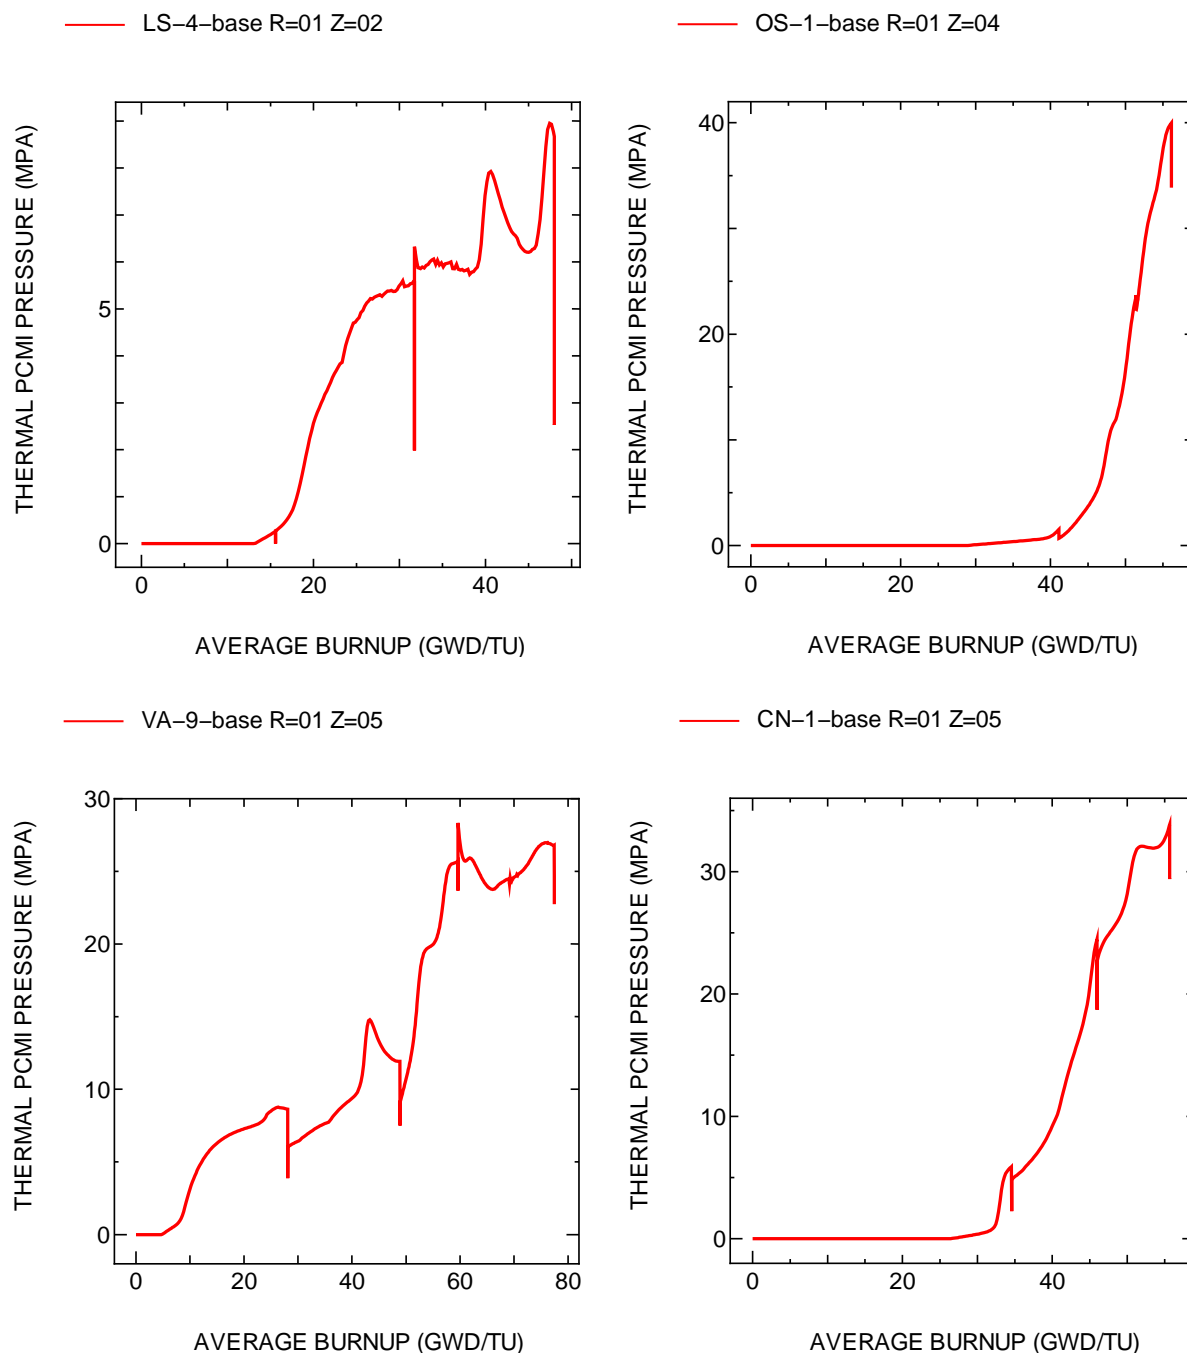 LS−4−base R=01 Z=02
THERMAL PCMI PRESSURE (MPA)
5
0
0
20
40
AVERAGE BURNUP (GWD/TU)
OS−1−base R=01 Z=04
THERMAL PCMI PRESSURE (MPA)
40
20
0
0
20
40
AVERAGE BURNUP (GWD/TU)
VA−9−base R=01 Z=05
THERMAL PCMI PRESSURE (MPA)
30
20
10
0
0
20
40
60
80
AVERAGE BURNUP (GWD/TU)
CN−1−base R=01 Z=05
THERMAL PCMI PRESSURE (MPA)
30
20
10
0
0
20
40
AVERAGE BURNUP (GWD/TU)